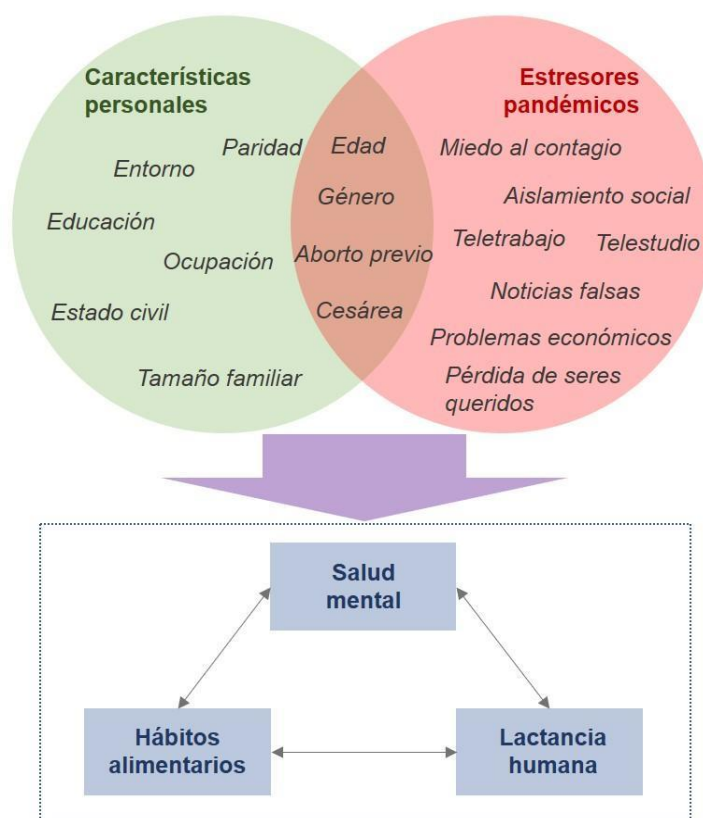 Características
personales
Estresores
pandémicos
Paridad
Edad
Miedo al contagio
Entorno
Género
Aislamiento social
Educación
Teletrabajo
Telestudio
Ocupación
Aborto previo
Noticias falsas
Estado civil
Cesárea
Problemas económicos
Tamaño familiar
Pérdida de seres
queridos
Salud
mental
Hábitos
alimentarios
Lactancia
humana